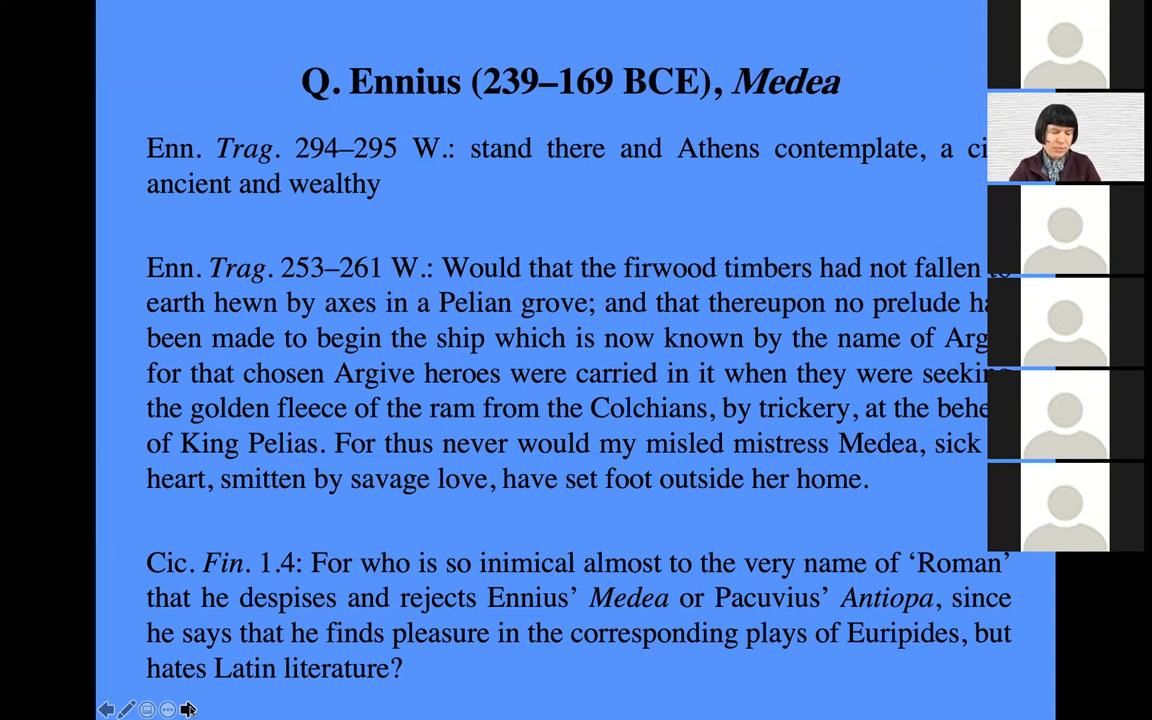 Q. Ennius (239–169 BCE), Medea
Enn. Trag. 294–295 W.: stand there and Athens contemplate, a
ancient and wealthy
Enn. Trag. 253–261 W.: Would that the firwood timbers had not fallen to
earth hewn by axes in a Pelian grove; and that thereupon no prelude
been made to begin the ship which is now known by the name of
for that chosen Argive heroes were carried in it when they were seeking
the golden fleece of the ram from the Colchians, by trickery, at the
of King Pelias. For thus never would my misled mistress Medea, sick
heart, smitten by savage love, have set foot outside her home.
Cic. Fin. 1.4: For who is so inimical almost to the very name of ‘Roman’
that he despises and rejects Ennius’ Medea or Pacuvius’ Antiopa, since
he says that he finds pleasure in the corresponding plays of Euripides, but
hates Latin literature?